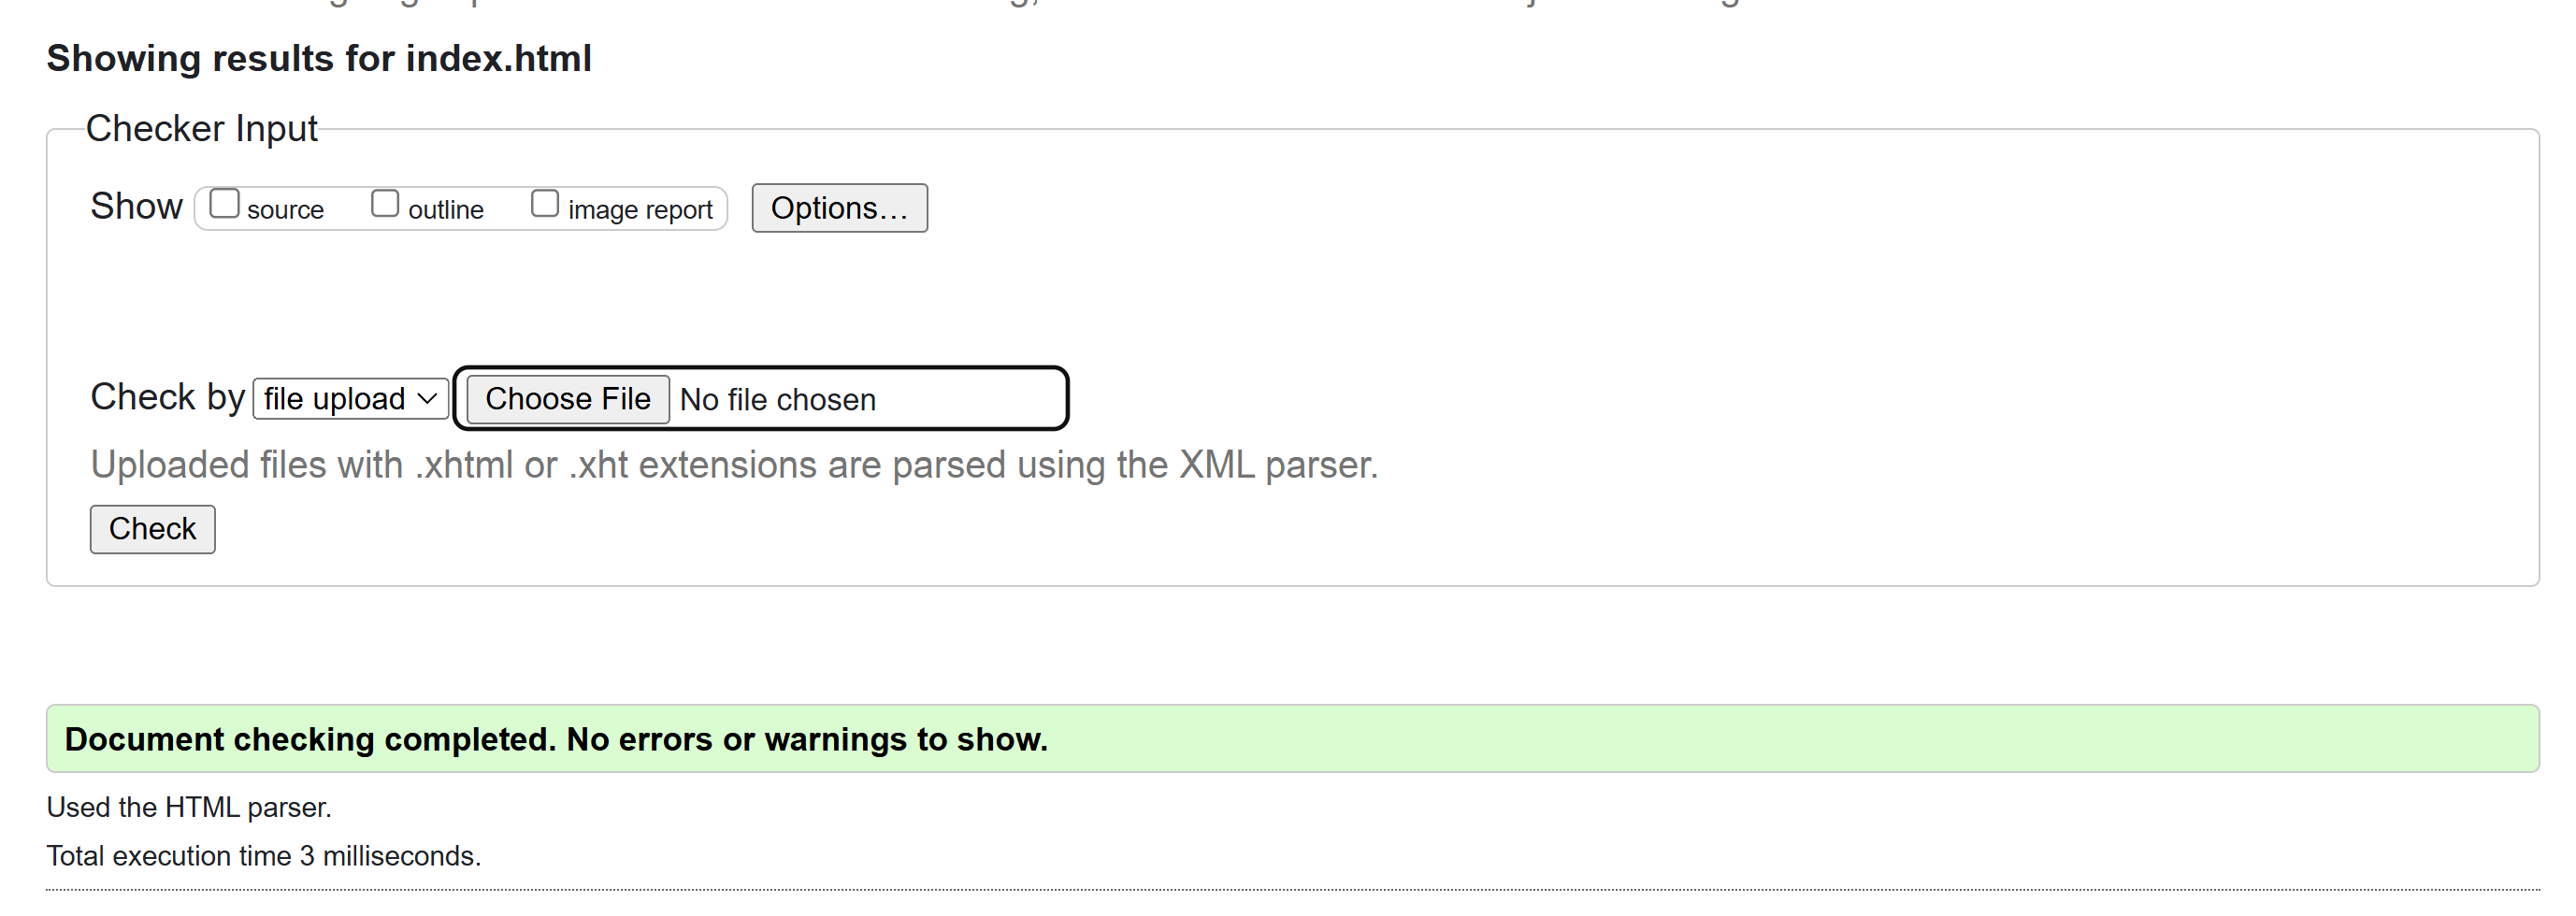 Showing results for index.html
Checker Input
Show source outline image report Options…
Check by file upload Choose File No file chosen
Uploaded files with .xhtml or .xht extensions are parsed using the XML parser.
Check
Document checking completed. No errors or warnings to show.
Used the HTML parser.
Total execution time 3 milliseconds.